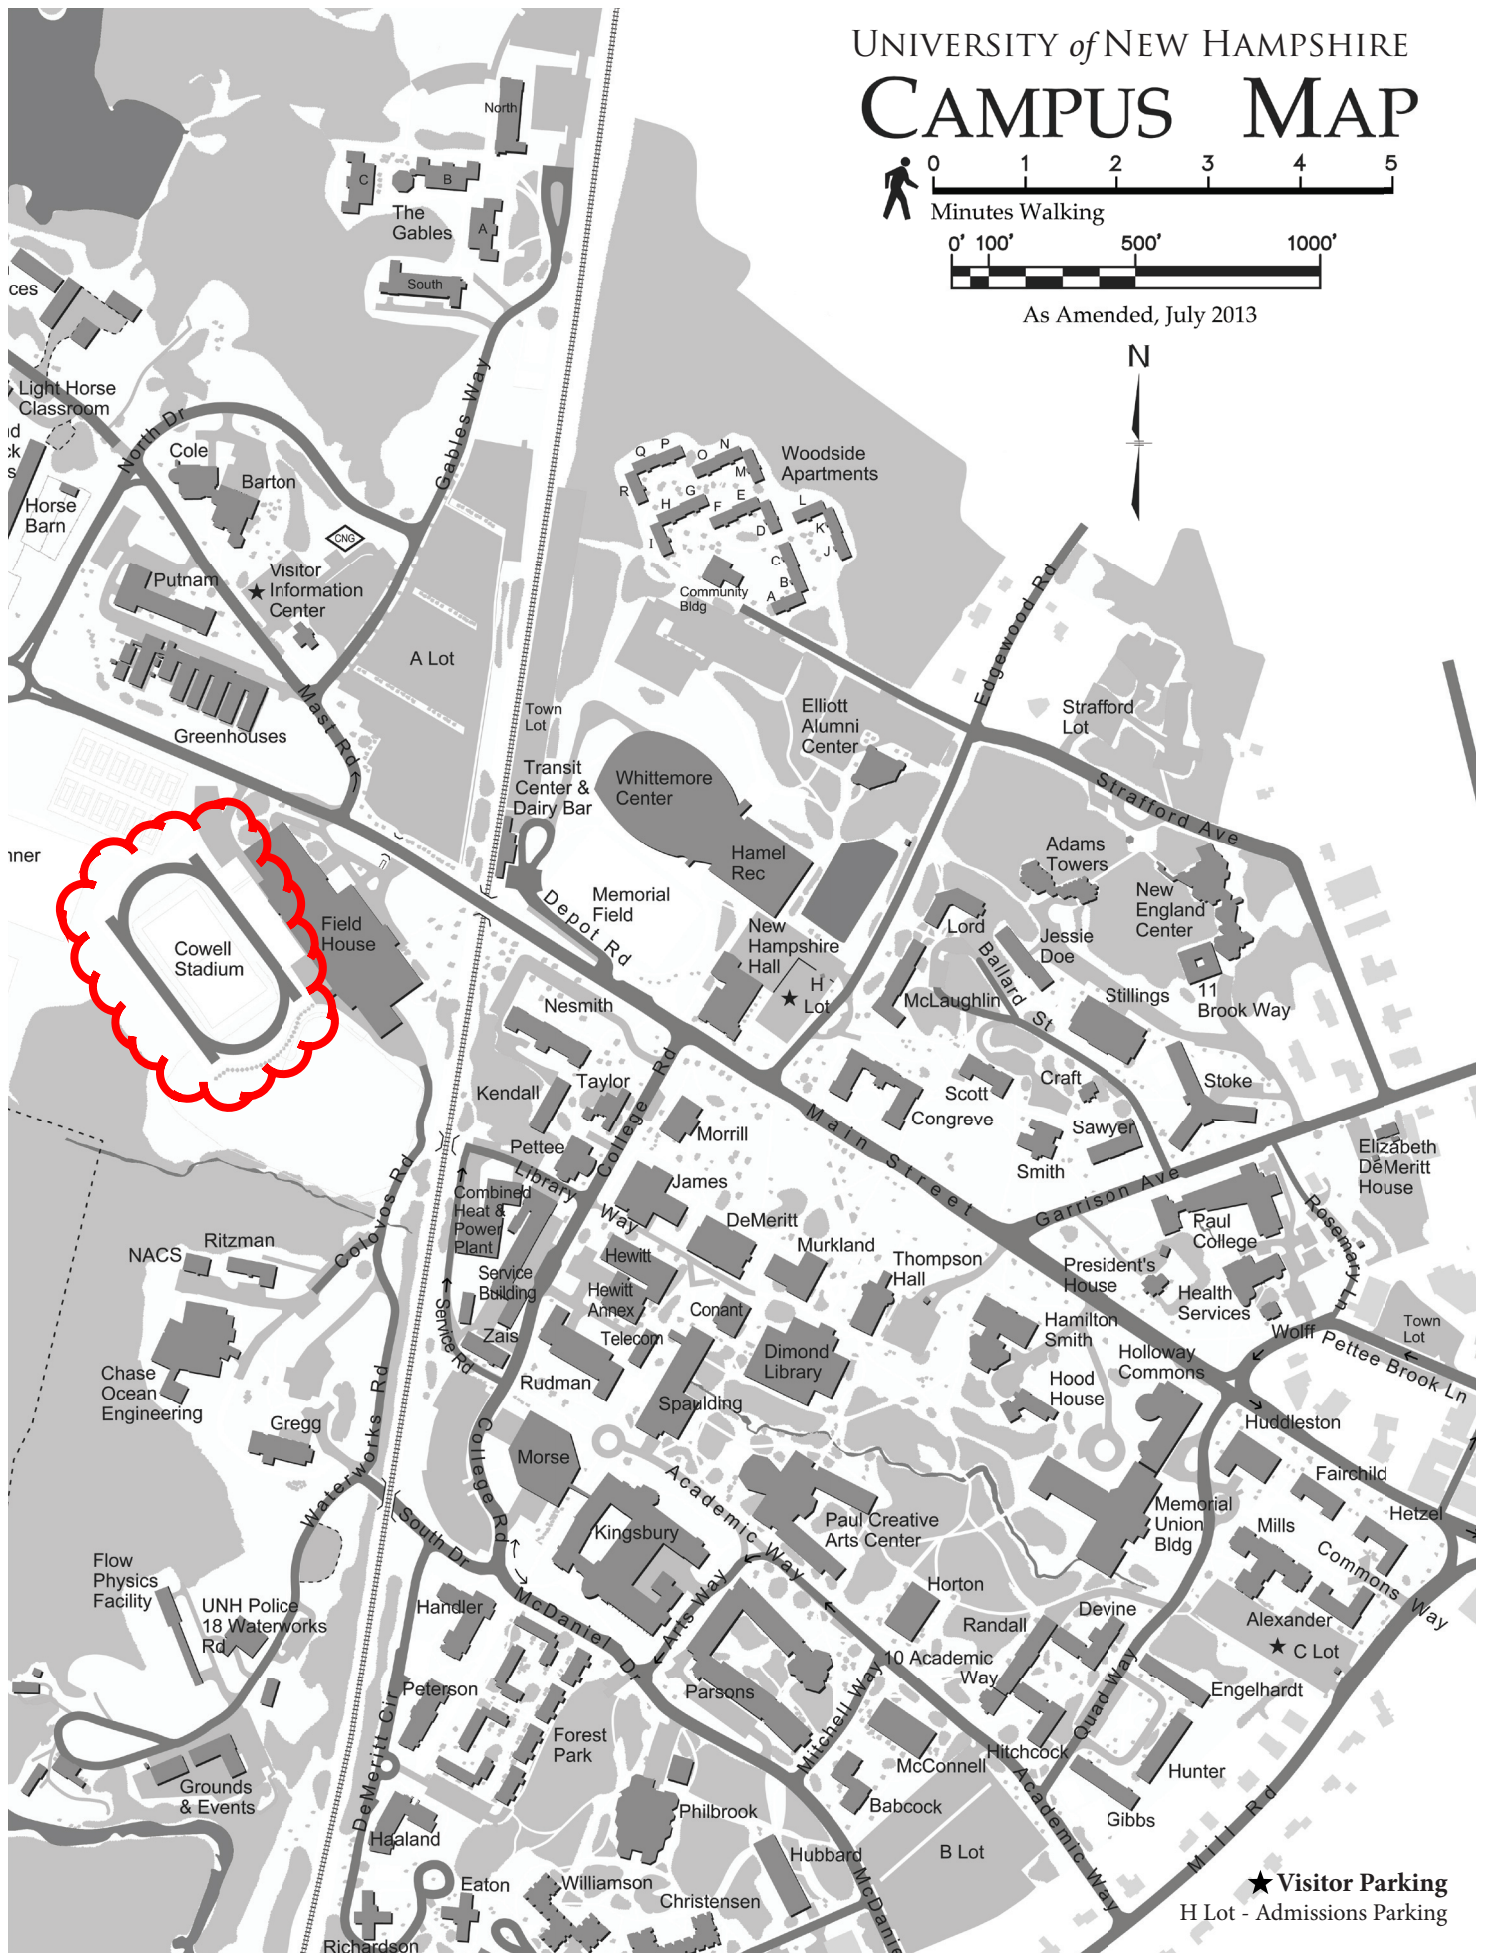 UNIVERSITY of NEW HAMPSHIRE
CAMPUS MAP
0 1 2 3 4 5
Minutes Walking
0' 100' 500' 1000'
As Amended, July 2013
N
North
C
B
The
Gables
A
South
ces
Light Horse
Classroom
North Dr
Gables Way
Cole
Barton
Horse
Barn
CNG
Putnam
Visitor
Information
Center
Greenhouses
Mast Rd
A Lot
Town
Lot
Q P O N M
R H G F E D
I L K J
C B A
Woodside
Apartments
Community
Bldg
Edgewood Rd
Strafford
Lot
Strafford Ave
Elliott
Alumni
Center
Transit
Center &
Dairy Bar
Whittemore
Center
Hamel
Rec
Memorial
Field
Depot Rd
Adams
Towers
New
England
Center
nner
Cowell
Stadium
Field
House
New
Hampshire
Hall
H
Lot
Lord
Jessie
Doe
Ballard St
McLaughlin
Stillings
11
Brook Way
Nesmith
Kendall
Taylor
College Rd
Pettee
Library Way
Morrill
James
Main Street
Scott
Congreve
Craft
Stoke
Sawyer
Smith
Garrison Ave
Elizabeth
DeMeritt
House
Rosemary Ln
Paul
College
President's
House
Health
Services
Wolff
Town
Lot
Pettee Brook Ln
Combined
Heat &
Power
Plant
Service
Building
Service Rd
Zais
DeMeritt
Murkland
Thompson
Hall
Hewitt
Hewitt
Annex
Conant
Telecom
Dimond
Library
Rudman
Spaulding
Hamilton
Smith
Hood
House
Holloway
Commons
Huddleston
Fairchild
Hetzel
NACS
Ritzman
Colovos Rd
Chase
Ocean
Engineering
Gregg
Waterworks Rd
College Rd
Morse
Kingsbury
Academic Way
Paul Creative
Arts Center
Memorial
Union
Bldg
Mills
Commons Way
Alexander
C Lot
Flow
Physics
Facility
UNH Police
18 Waterworks
Rd
South Dr
Handler
McDaniel Dr
Arts Way
Horton
Randall
Devine
10 Academic
Way
Engelhardt
Quad Way
Peterson
DeMeritt Cir
Forest
Park
Parsons
Mitchell Way
McConnell
Hitchcock
Hunter
Gibbs
Babcock
Academic Way
Mill Rd
Grounds
& Events
Haaland
Philbrook
Hubbard
B Lot
Eaton
Williamson
Christensen
McDanie
Richardson
Visitor Parking
H Lot - Admissions Parking